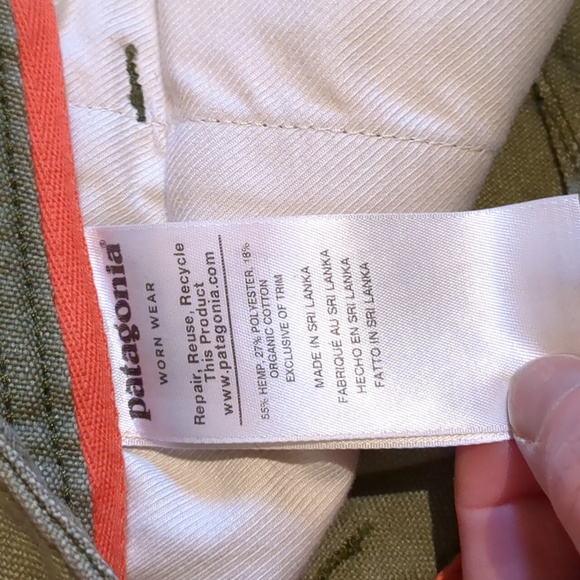 patagonia®
WORN WEAR
Repair, Reuse, Recycle
This Product
www.patagonia.com
55% HEMP, 27% POLYESTER, 18%
ORGANIC COTTON
EXCLUSIVE OF TRIM
MADE IN SRI LANKA
FABRIQUÉ AU SRI LANKA
HECHO EN SRI LANKA
FATTO IN SRI LANKA